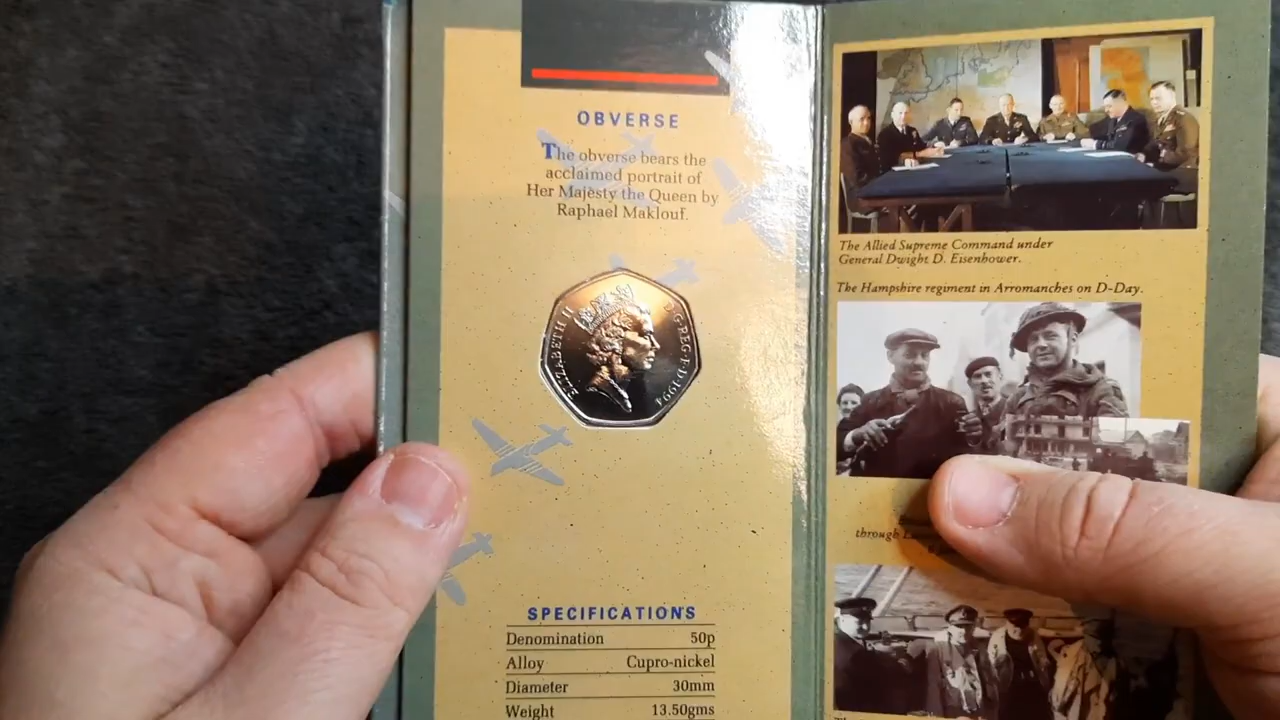 OBVERSE
The obverse bears the
acclaimed portrait of
Her Majesty the Queen by
Raphael Maklouf.
ELIZABETH II
D·G·REG·F·D·1994
SPECIFICATIONS
Denomination 50p
Alloy Cupro-nickel
Diameter 30mm
Weight 13.50gms
The Allied Supreme Command under
General Dwight D. Eisenhower.
The Hampshire regiment in Arromanches on D-Day.
through